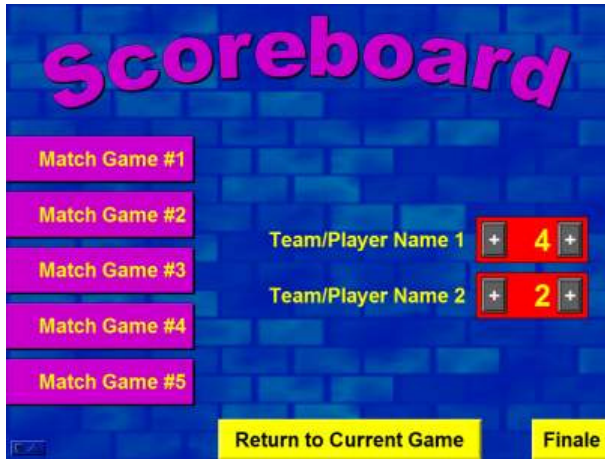 Scoreboard
Match Game #1
Match Game #2
Match Game #3
Match Game #4
Match Game #5
Team/Player Name 1 + 4 +
Team/Player Name 2 + 2 +
Return to Current Game
Finale